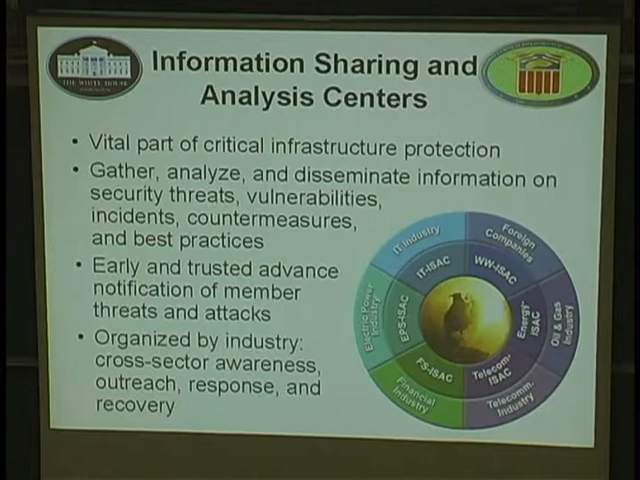 Information Sharing and
Analysis Centers
THE WHITE HOUSE
• Vital part of critical infrastructure protection
• Gather, analyze, and disseminate information on
security threats, vulnerabilities,
incidents, countermeasures,
and best practices
• Early and trusted advance
notification of member
threats and attacks
• Organized by industry:
cross-sector awareness,
outreach, response, and
recovery
IT Industry
Foreign
Companies
IT-ISAC
WW-ISAC
Electric Power
Industry
EPS-ISAC
Energy
ISAC
Oil & Gas
Industry
FS-ISAC
Telecom-
ISAC
Financial
Industry
Telecomm.
Industry